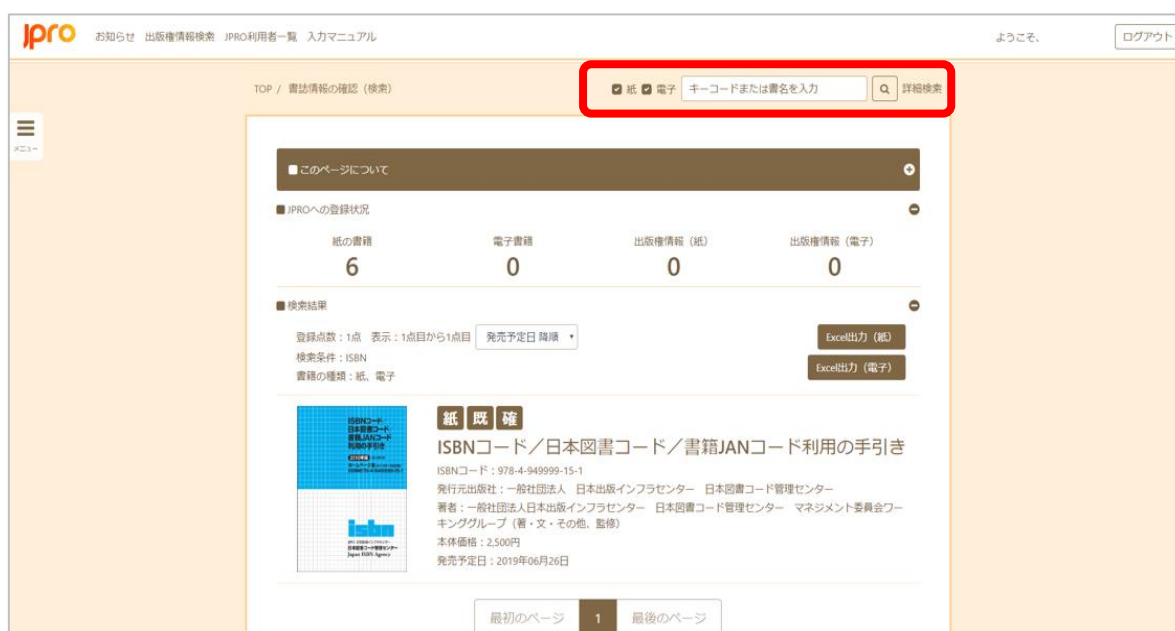 JPRO
お知らせ 出版権情報検索 JPRO利用者一覧 入力マニュアル
ようこそ、
ログアウト
TOP / 書誌情報の確認（検索）
紙 電子 キーコードまたは書名を入力 詳細検索
メニュー
このページについて
JPROへの登録状況
紙の書籍 電子書籍 出版権情報（紙） 出版権情報（電子）
6 0 0 0
検索結果
登録点数：1点 表示：1点目から1点目 発売予定日 降順
Excel出力（紙）
検索条件：ISBN
Excel出力（電子）
書籍の種類：紙、電子
ISBNコード
日本図書コード
書籍JANコード
利用の手引き
isbn
日本図書コード管理センター
Japan ISBN Agency
紙 既 確
ISBNコード／日本図書コード／書籍JANコード利用の手引き
ISBNコード：978-4-949999-15-1
発行元出版社：一般社団法人 日本出版インフラセンター 日本図書コード管理センター
著者：一般社団法人日本出版インフラセンター 日本図書コード管理センター マネジメント委員会ワー
キンググループ（著・文・その他、監修）
本体価格：2,500円
発売予定日：2019年06月26日
最初のページ 1 最後のページ